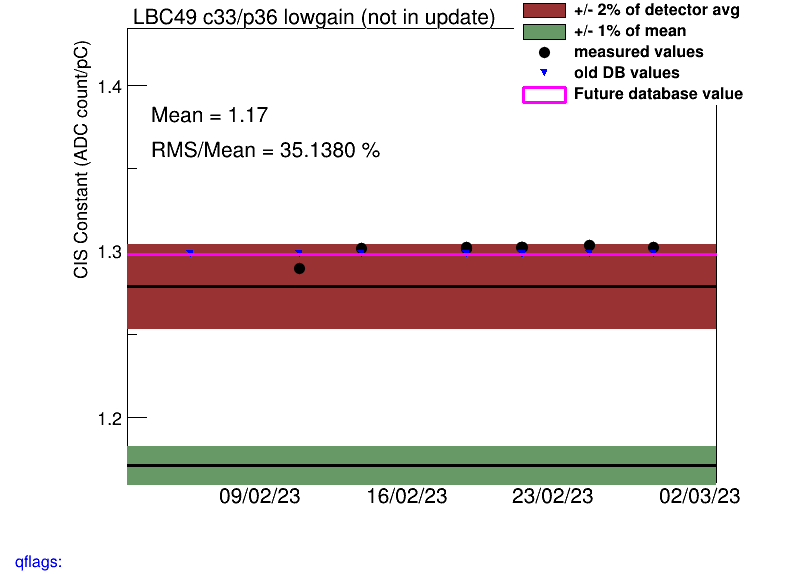 LBC49 c33/p36 lowgain (not in update)
+/- 2% of detector avg
+/- 1% of mean
measured values
old DB values
Future database value
CIS Constant (ADC count/pC)
1.4
Mean = 1.17
RMS/Mean = 35.1380 %
1.3
1.2
09/02/23
16/02/23
23/02/23
02/03/23
qflags: